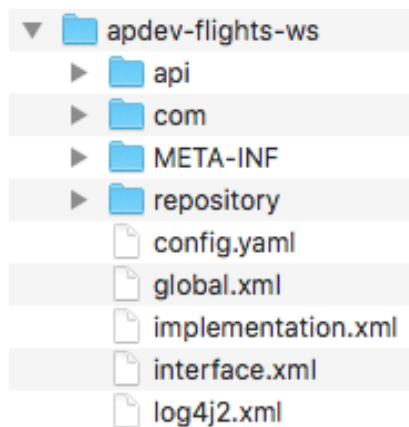 apdev-flights-ws
api
com
META-INF
repository
config.yaml
global.xml
implementation.xml
interface.xml
log4j2.xml